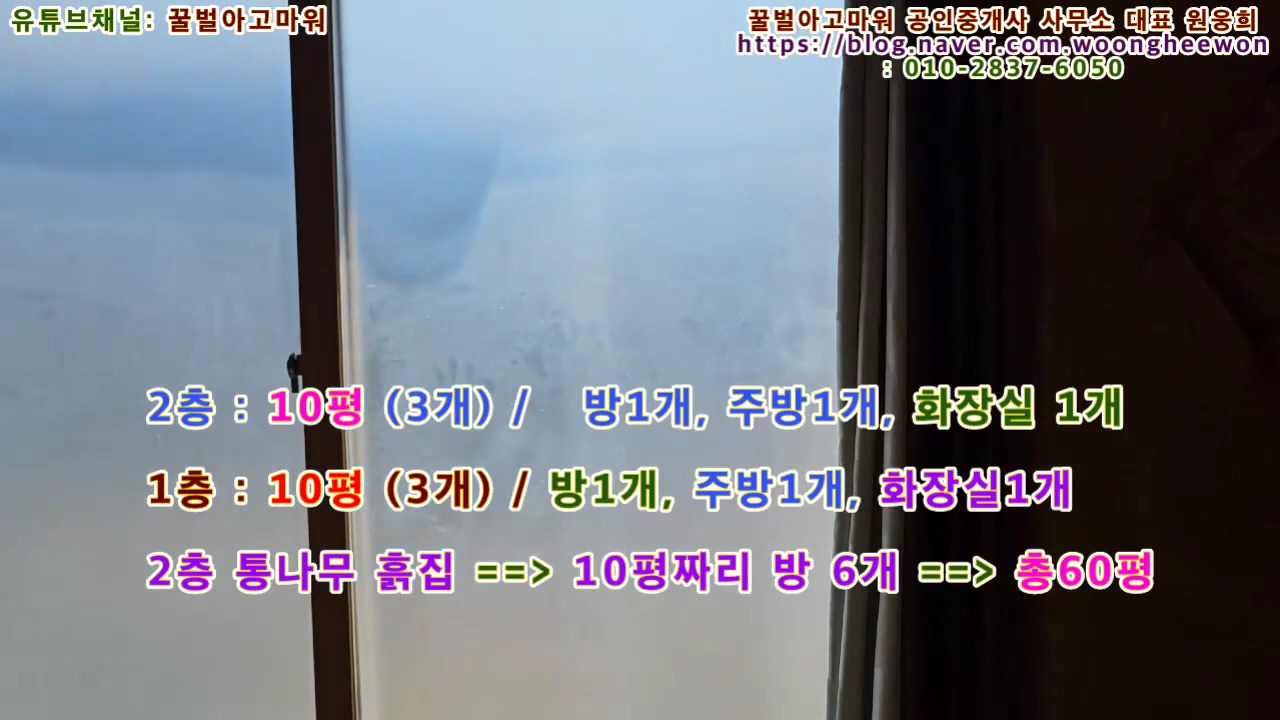 유튜브채널: 꿀벌아고마워
꿀벌아고마워 공인중개사 사무소 대표 원웅희
https://blog.naver.com.woongheewon
: 010-2837-6050
2층 : 10평 (3개) / 방1개, 주방1개, 화장실 1개
1층 : 10평 (3개) / 방1개, 주방1개, 화장실1개
2층 통나무 흙집 ==> 10평짜리 방 6개 ==> 총60평